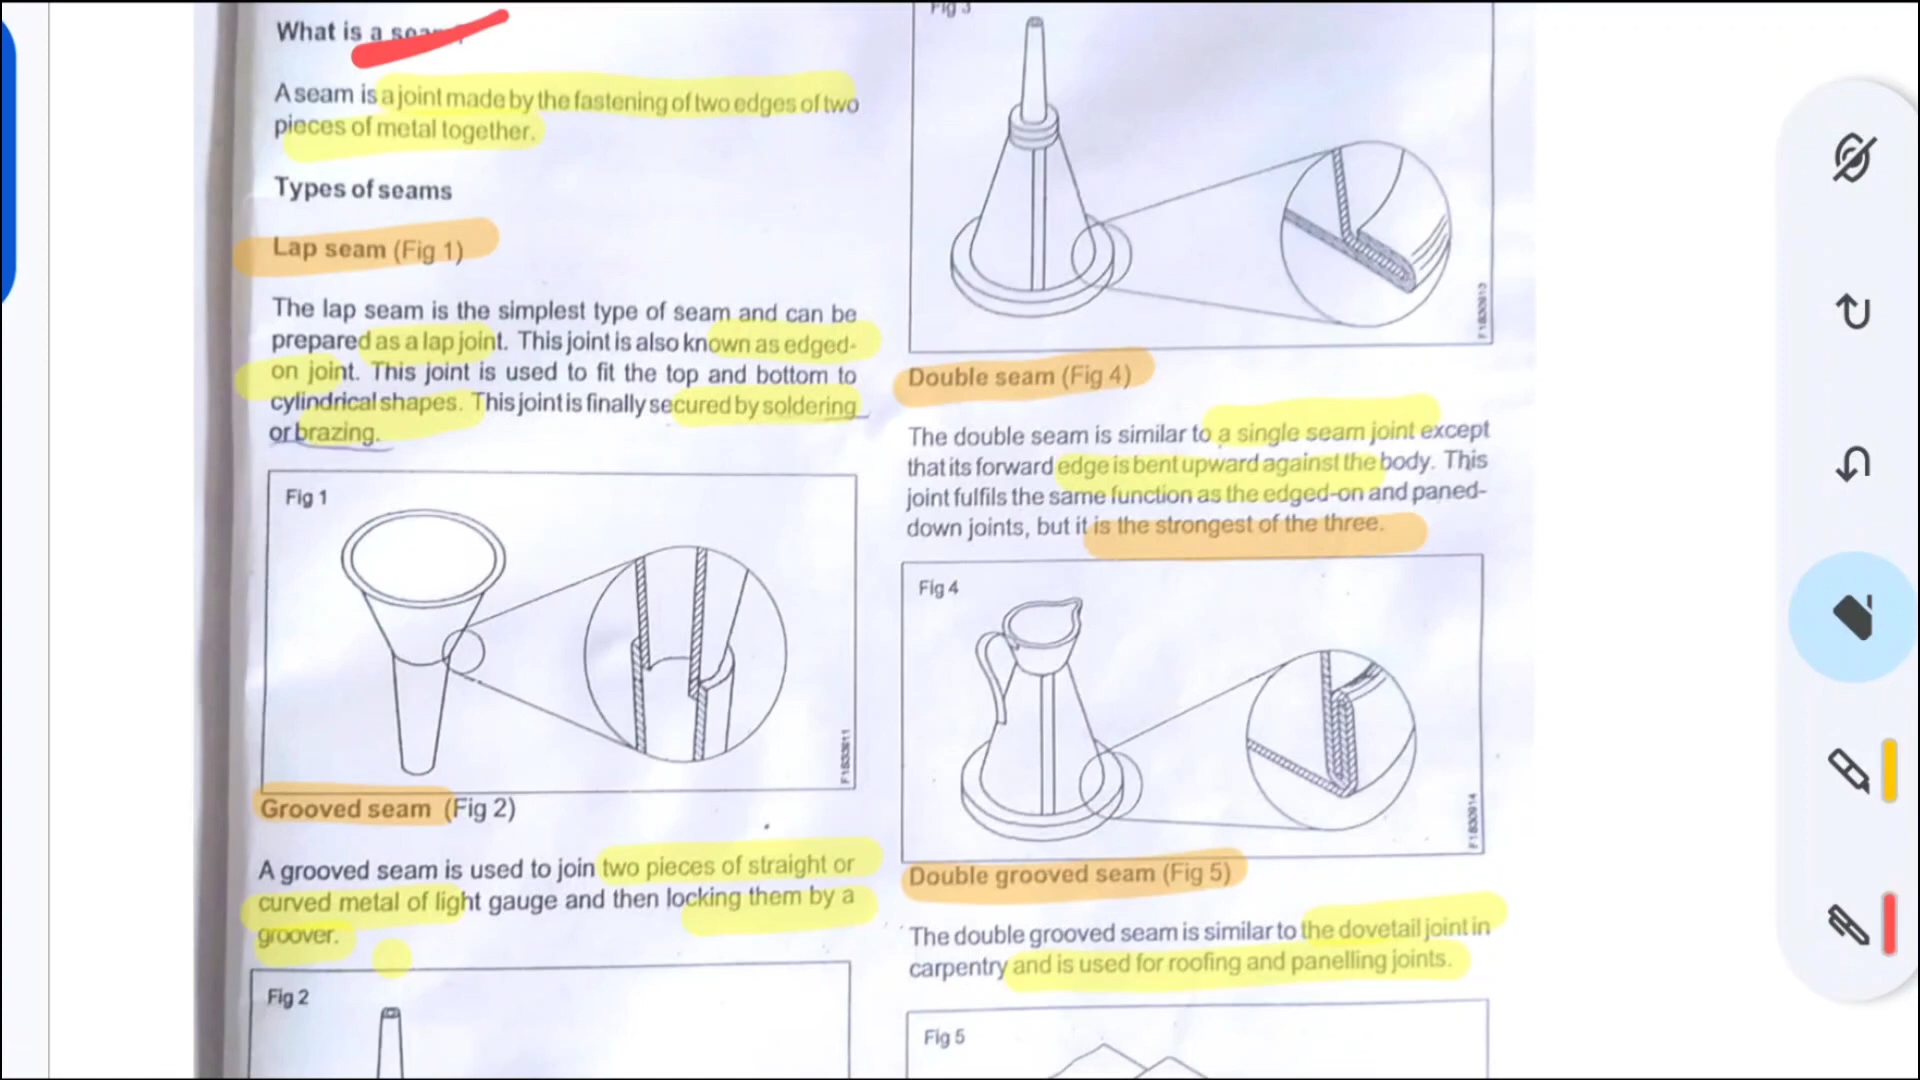 What is a
A seam is a joint made by the fastening of two edges of two
pieces of metal together.
Types of seams
Lap seam (Fig 1)
The lap seam is the simplest type of seam and can be
prepared as a lap joint. This joint is also known as edged-
on joint. This joint is used to fit the top and bottom to
cylindrical shapes. This joint is finally secured by soldering
or brazing.
Fig 1
F1630911
Grooved seam (Fig 2)
A grooved seam is used to join two pieces of straight or
curved metal of light gauge and then locking them by a
groover.
Fig 2
Fig 3
Double seam (Fig 4)
The double seam is similar to a single seam joint except
that its forward edge is bent upward against the body. This
joint fulfils the same function as the edged-on and paned-
down joints, but it is the strongest of the three.
Fig 4
Double grooved seam (Fig 5)
The double grooved seam is similar to the dovetail joint in
carpentry and is used for roofing and panelling joints.
Fig 5